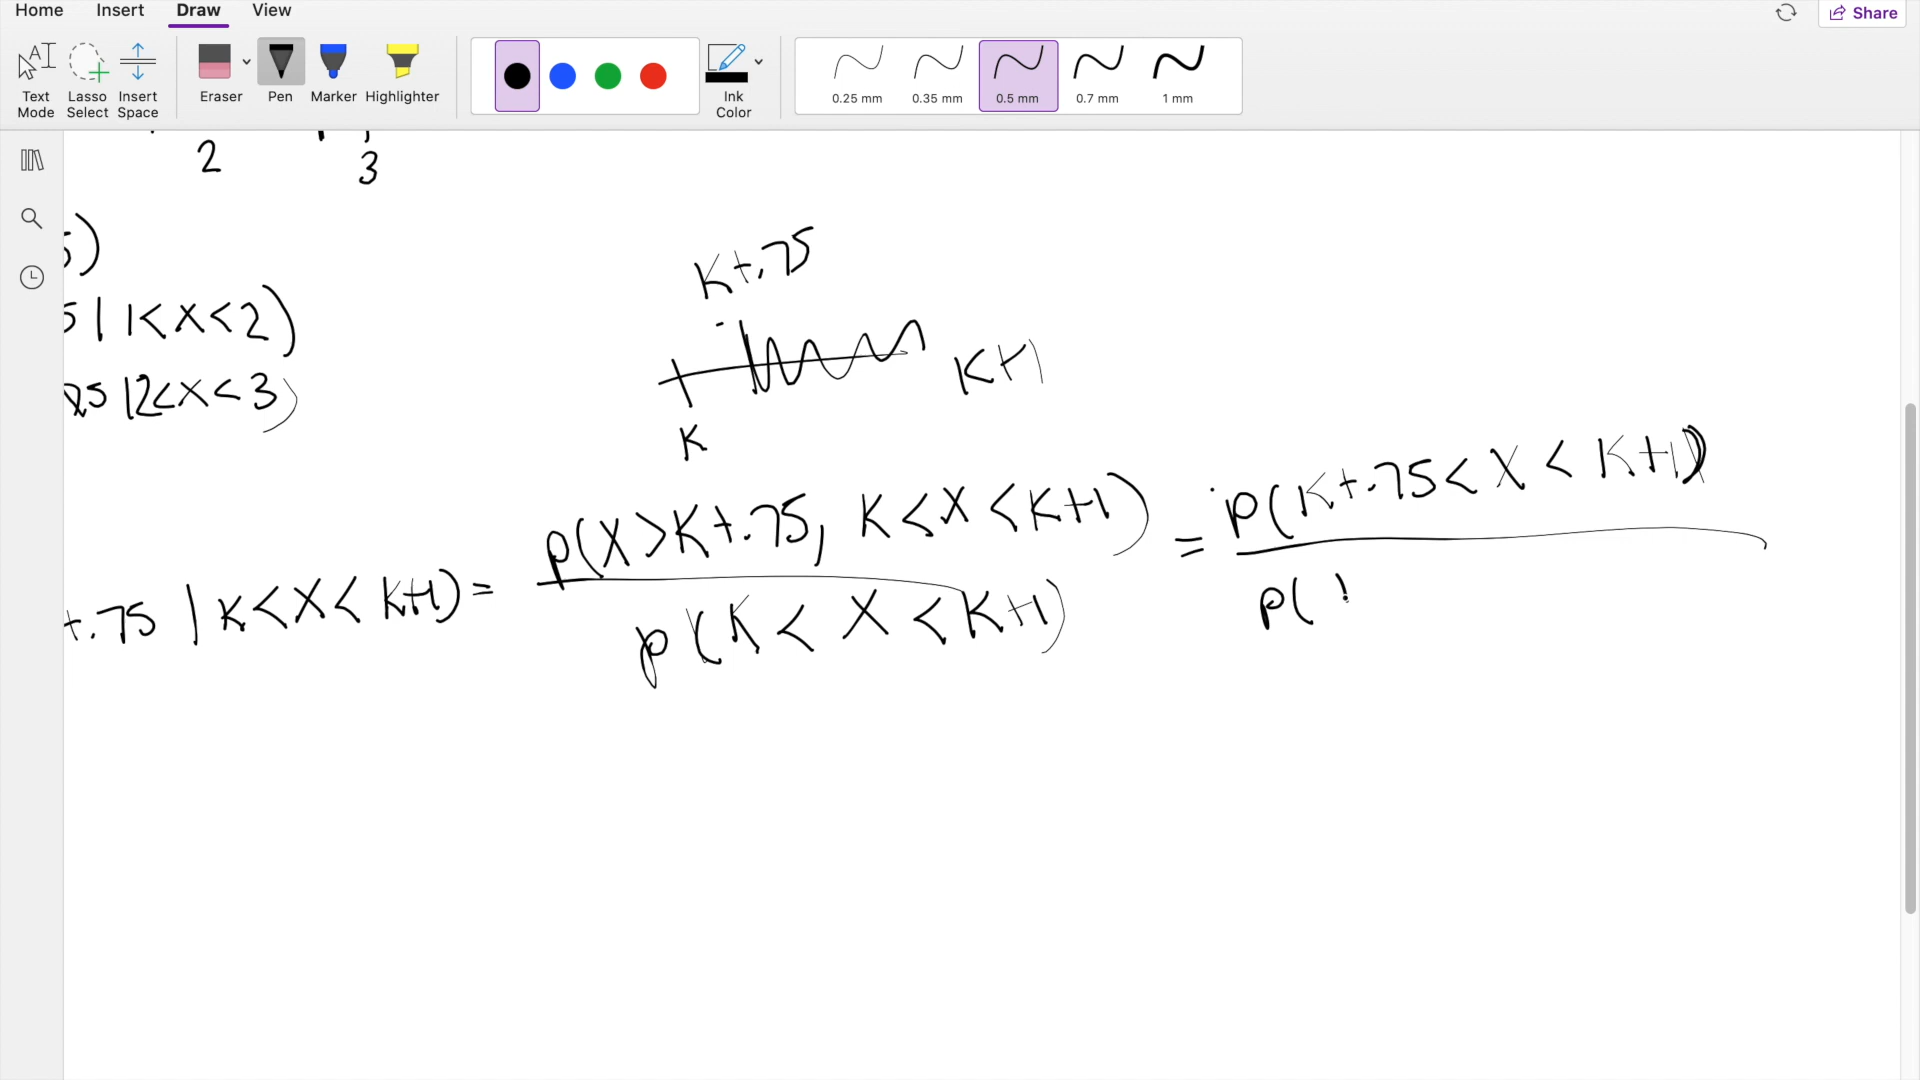 Home Insert Draw View Share
Text Mode
Lasso Select
Insert Space
Eraser
Pen
Marker
Highlighter
Ink Color
0.25 mm
0.35 mm
0.5 mm
0.7 mm
1 mm
2 3
5)
5 | 1<X<2)
25 | 2<X<3)
K+.75
K
K+1
+.75 | K<X<K+1) = P(X>K+.75, K<X<K+1) = P(K+.75<X<K+1)
P(K<X<K+1) P(